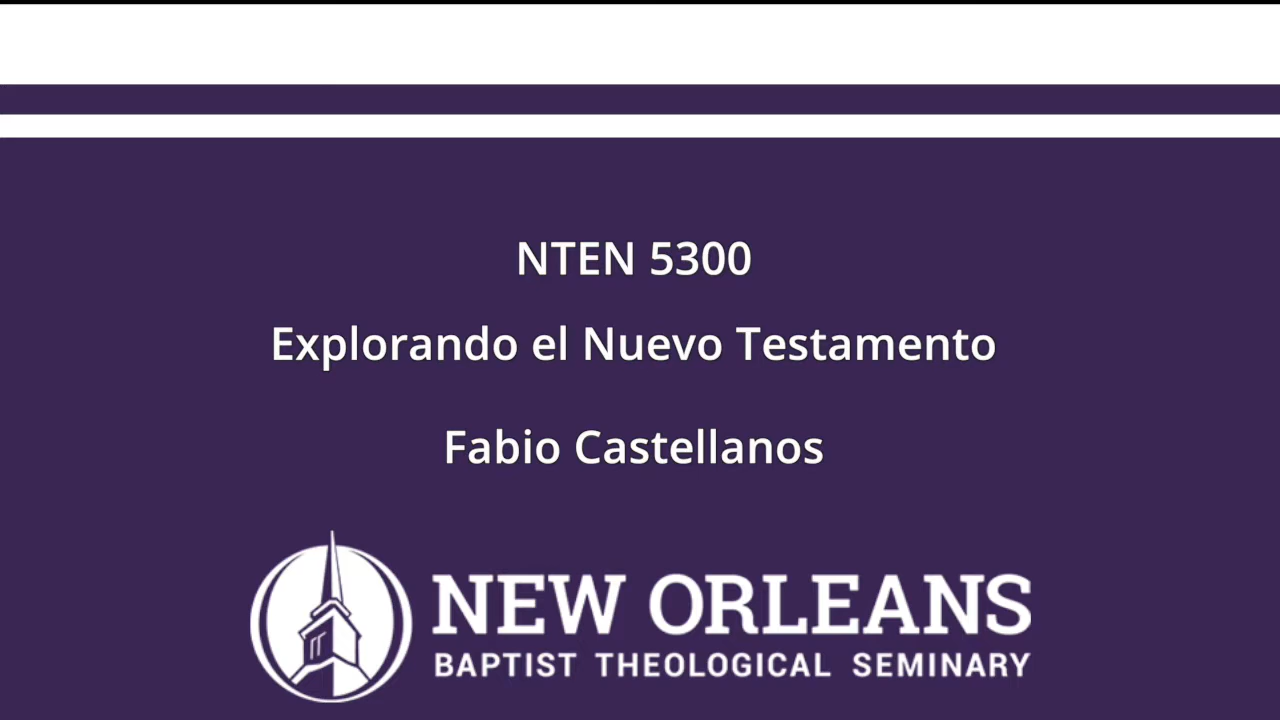 NTEN 5300
Explorando el Nuevo Testamento
Fabio Castellanos
NEW ORLEANS
BAPTIST THEOLOGICAL SEMINARY